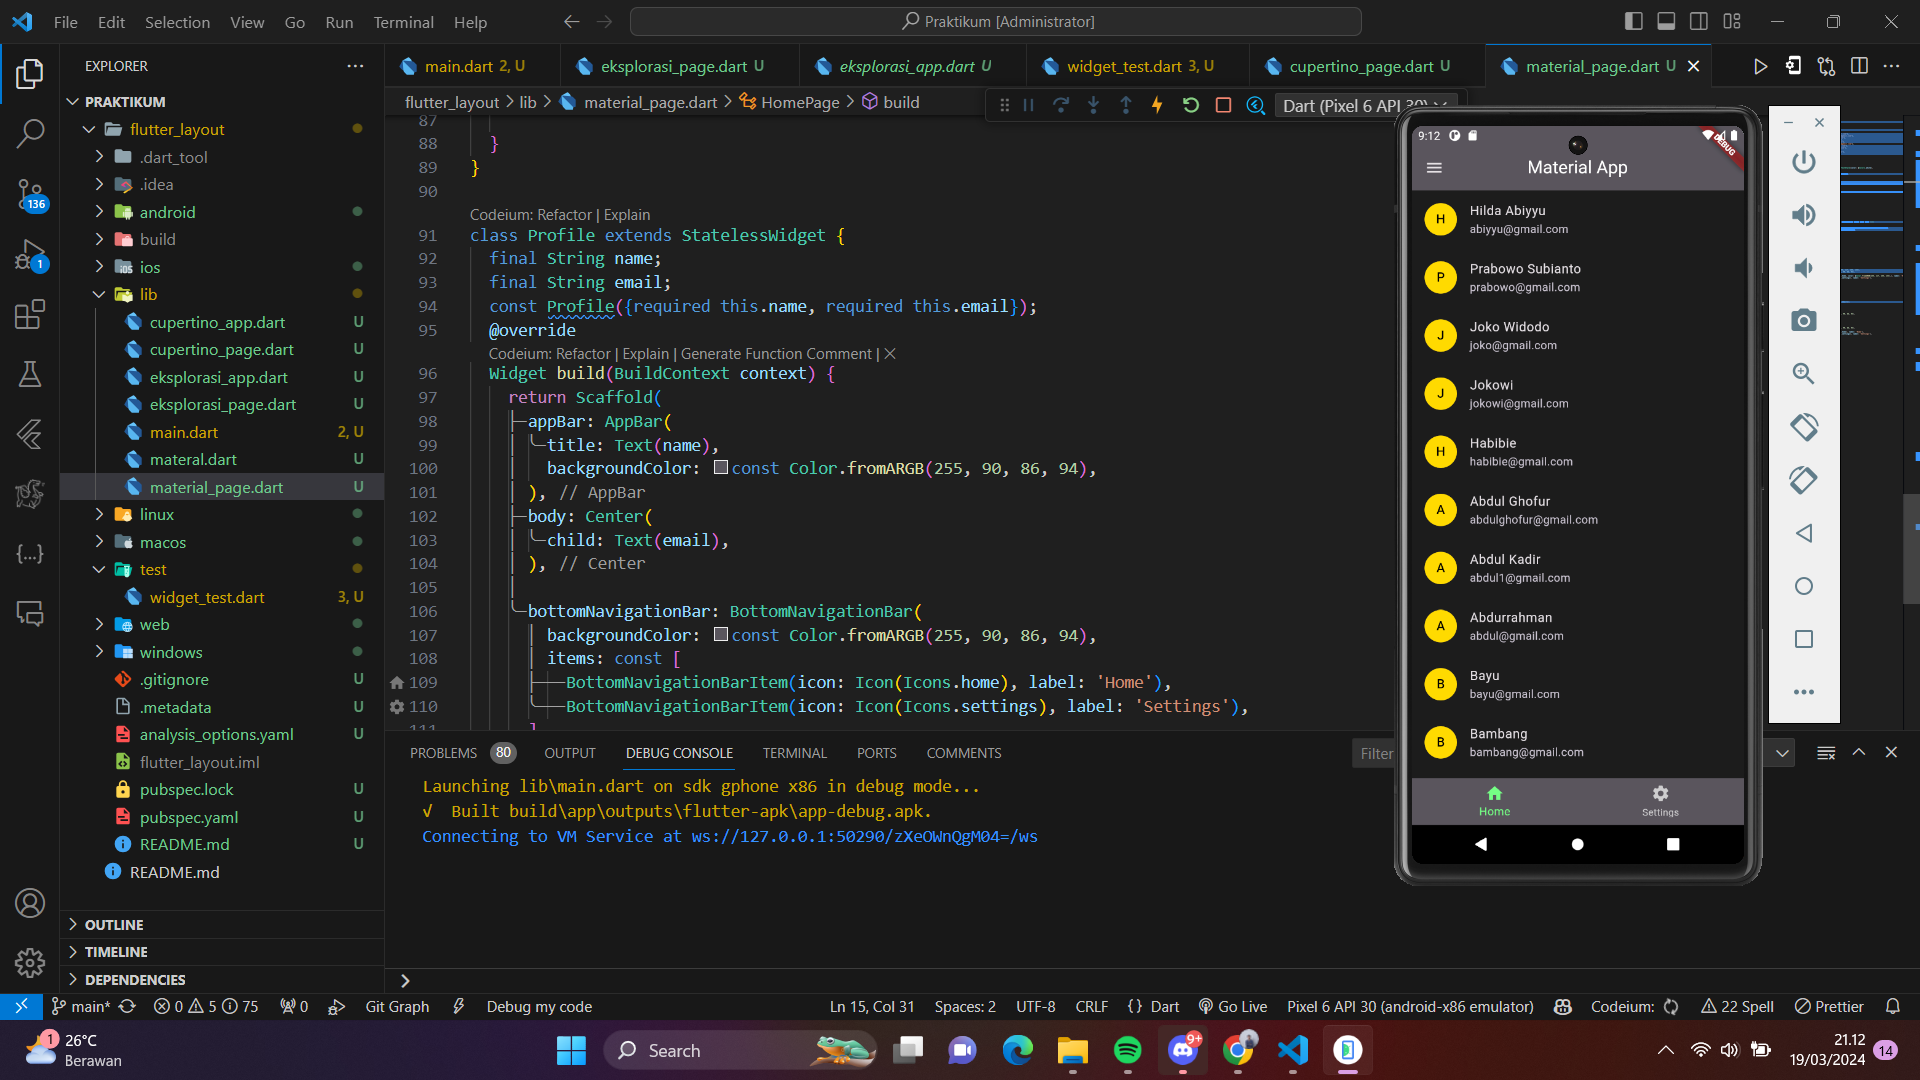 File Edit Selection View Go Run Terminal Help
Praktikum [Administrator]
EXPLORER
PRAKTIKUM
flutter_layout
.dart_tool
.idea
android
build
ios
lib
cupertino_app.dart U
cupertino_page.dart U
eksplorasi_app.dart U
eksplorasi_page.dart U
main.dart 2, U
materal.dart U
material_page.dart U
linux
macos
test
widget_test.dart 3, U
web
windows
.gitignore U
.metadata U
analysis_options.yaml U
flutter_layout.iml
pubspec.lock U
pubspec.yaml U
README.md U
README.md
OUTLINE
TIMELINE
DEPENDENCIES
136
1
main.dart 2, U
eksplorasi_page.dart U
eksplorasi_app.dart U
widget_test.dart 3, U
cupertino_page.dart U
material_page.dart U
flutter_layout > lib > material_page.dart > HomePage > build
Dart (Pixel 6 API 30)
87
88 }
89 }
90
Codeium: Refactor | Explain
91 class Profile extends StatelessWidget {
92 final String name;
93 final String email;
94 const Profile({required this.name, required this.email});
95 @override
Codeium: Refactor | Explain | Generate Function Comment | ✕
96 Widget build(BuildContext context) {
97 return Scaffold(
98 appBar: AppBar(
99 title: Text(name),
100 backgroundColor: const Color.fromARGB(255, 90, 86, 94),
101 ), // AppBar
102 body: Center(
103 child: Text(email),
104 ), // Center
105
106 bottomNavigationBar: BottomNavigationBar(
107 backgroundColor: const Color.fromARGB(255, 90, 86, 94),
108 items: const [
109 BottomNavigationBarItem(icon: Icon(Icons.home), label: 'Home'),
110 BottomNavigationBarItem(icon: Icon(Icons.settings), label: 'Settings'),
111 ]
PROBLEMS 80 OUTPUT DEBUG CONSOLE TERMINAL PORTS COMMENTS
Filter
Launching lib\main.dart on sdk gphone x86 in debug mode...
√ Built build\app\outputs\flutter-apk\app-debug.apk.
Connecting to VM Service at ws://127.0.0.1:50290/zXeOWnQgM04=/ws
9:12
DEBUG
Material App
H
Hilda Abiyyu
abiyyu@gmail.com
P
Prabowo Subianto
prabowo@gmail.com
J
Joko Widodo
joko@gmail.com
J
Jokowi
jokowi@gmail.com
H
Habibie
habibie@gmail.com
A
Abdul Ghofur
abdulghofur@gmail.com
A
Abdul Kadir
abdul1@gmail.com
A
Abdurrahman
abdul@gmail.com
B
Bayu
bayu@gmail.com
B
Bambang
bambang@gmail.com
Home
Settings
main* 0 5 75 0 Git Graph Debug my code
Ln 15, Col 31 Spaces: 2 UTF-8 CRLF {} Dart Go Live Pixel 6 API 30 (android-x86 emulator) Codeium: 22 Spell Prettier
1
26°C
Berawan
Search
9+
21.12
19/03/2024
14